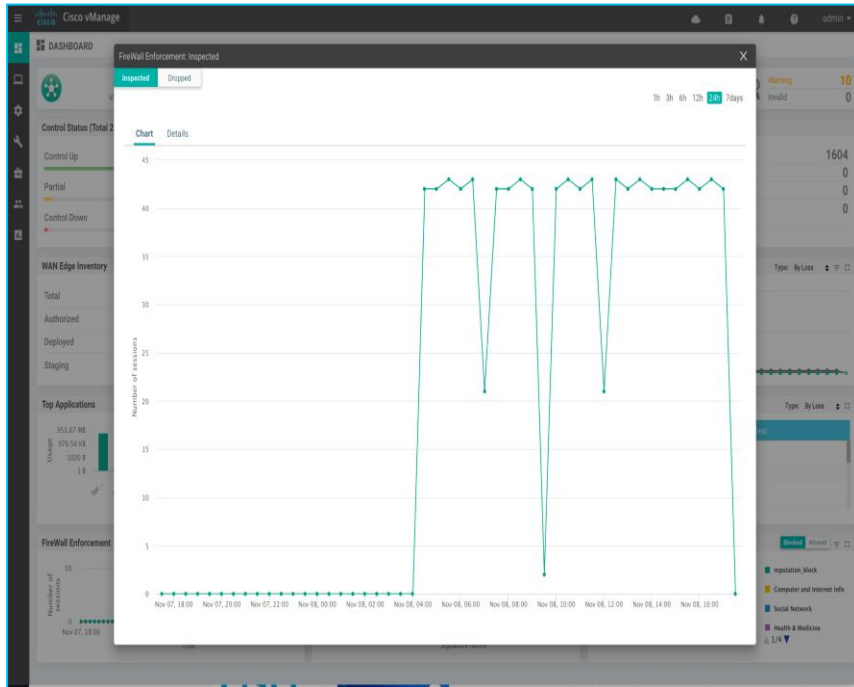 cisco Cisco vManage
admin
DASHBOARD
FireWall Enforcement: Inspected X
Inspected Dropped
1h 3h 6h 12h 24h 7days
Chart Details
Warning 10
Invalid 0
Control Status (Total 2
Control Up
Partial
Control Down
1604
0
0
0
WAN Edge Inventory
Total
Authorized
Deployed
Staging
Type: By Loss
Top Applications
953.67 MB
976.56 KB
1000 B
1 B
Usage
Type: By Loss
FireWall Enforcement
50
0
Number of
sessions
Nov 07, 18:00
45
40
35
30
25
20
15
10
5
0
Number of sessions
Nov 07, 18:00 Nov 07, 20:00 Nov 07, 22:00 Nov 08, 00:00 Nov 08, 02:00 Nov 08, 04:00 Nov 08, 06:00 Nov 08, 08:00 Nov 08, 10:00 Nov 08, 12:00 Nov 08, 14:00 Nov 08, 16:00
Blocked Allowed
reputation_block
Computer and Internet Info
Social Network
Health & Medicine
1/4